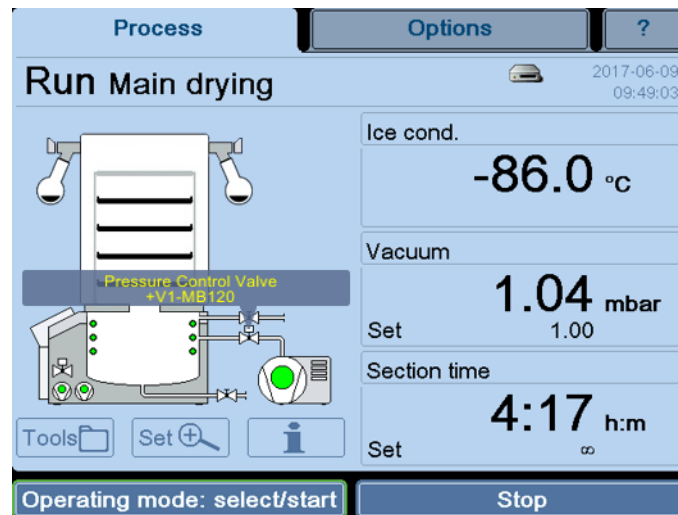 Process
Options
?
Run Main drying
2017-06-09
09:49:03
Ice cond.
-86.0 °C
Vacuum
1.04 mbar
Set 1.00
Section time
4:17 h:m
Set ∞
Pressure Control Valve
+V1-MB120
Tools
Set
i
Operating mode: select/start
Stop